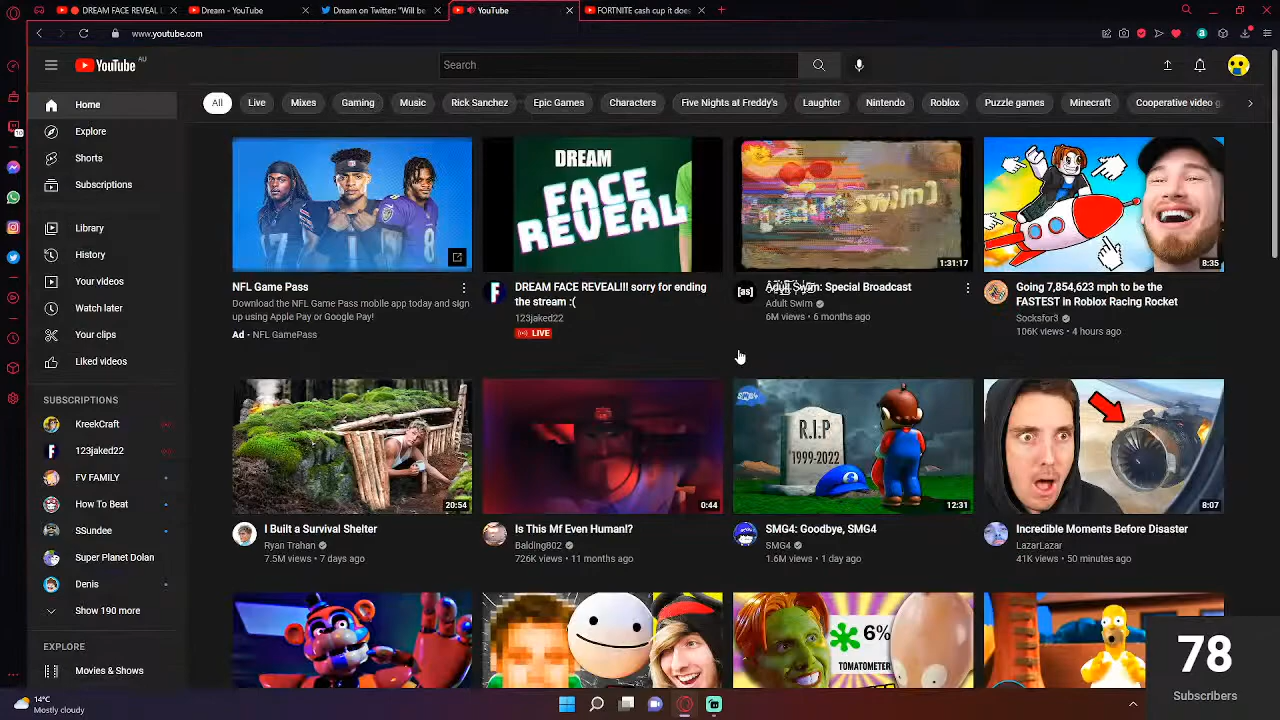 DREAM FACE REVEAL L
Dream - YouTube
Dream on Twitter: "Will be
YouTube
FORTNITE cash cup it does
www.youtube.com
YouTube AU
Search
All
Live
Mixes
Gaming
Music
Rick Sanchez
Epic Games
Characters
Five Nights at Freddy's
Laughter
Nintendo
Roblox
Puzzle games
Minecraft
Cooperative video g
Home
Explore
Shorts
Subscriptions
Library
History
Your videos
Watch later
Your clips
Liked videos
SUBSCRIPTIONS
KreekCraft
123jaked22
FV FAMILY
How To Beat
SSundee
Super Planet Dolan
Denis
Show 190 more
EXPLORE
Movies & Shows
10
17
1
8
NFL Game Pass
Download the NFL Game Pass mobile app today and sign
up using Apple Pay or Google Pay!
Ad • NFL GamePass
DREAM
FACE
REVEAL
DREAM FACE REVEAL!!! sorry for ending
the stream :(
123jaked22
LIVE
[adult swim]
1:31:17
[as]
Adult Swim: Special Broadcast
Adult Swim
6M views • 6 months ago
8:35
Going 7,854,623 mph to be the
FASTEST in Roblox Racing Rocket
Socksfor3
106K views • 4 hours ago
20:54
I Built a Survival Shelter
Ryan Trahan
7.5M views • 7 days ago
0:44
Is This Mf Even Human!?
Balding802
726K views • 11 months ago
SMG4
R.I.P
1999-2022
12:31
SMG4: Goodbye, SMG4
SMG4
1.6M views • 1 day ago
8:07
Incredible Moments Before Disaster
LazarLazar
41K views • 50 minutes ago
6%
TOMATOMETER
78
Subscribers
14°C
Mostly cloudy